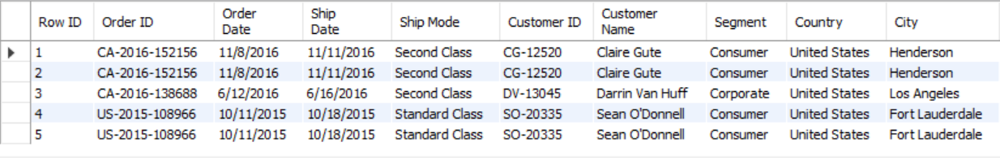 Row ID Order ID Order Date Ship Date Ship Mode Customer ID Customer Name Segment Country City
1 CA-2016-152156 11/8/2016 11/11/2016 Second Class CG-12520 Claire Gute Consumer United States Henderson
2 CA-2016-152156 11/8/2016 11/11/2016 Second Class CG-12520 Claire Gute Consumer United States Henderson
3 CA-2016-138688 6/12/2016 6/16/2016 Second Class DV-13045 Darrin Van Huff Corporate United States Los Angeles
4 US-2015-108966 10/11/2015 10/18/2015 Standard Class SO-20335 Sean O'Donnell Consumer United States Fort Lauderdale
5 US-2015-108966 10/11/2015 10/18/2015 Standard Class SO-20335 Sean O'Donnell Consumer United States Fort Lauderdale